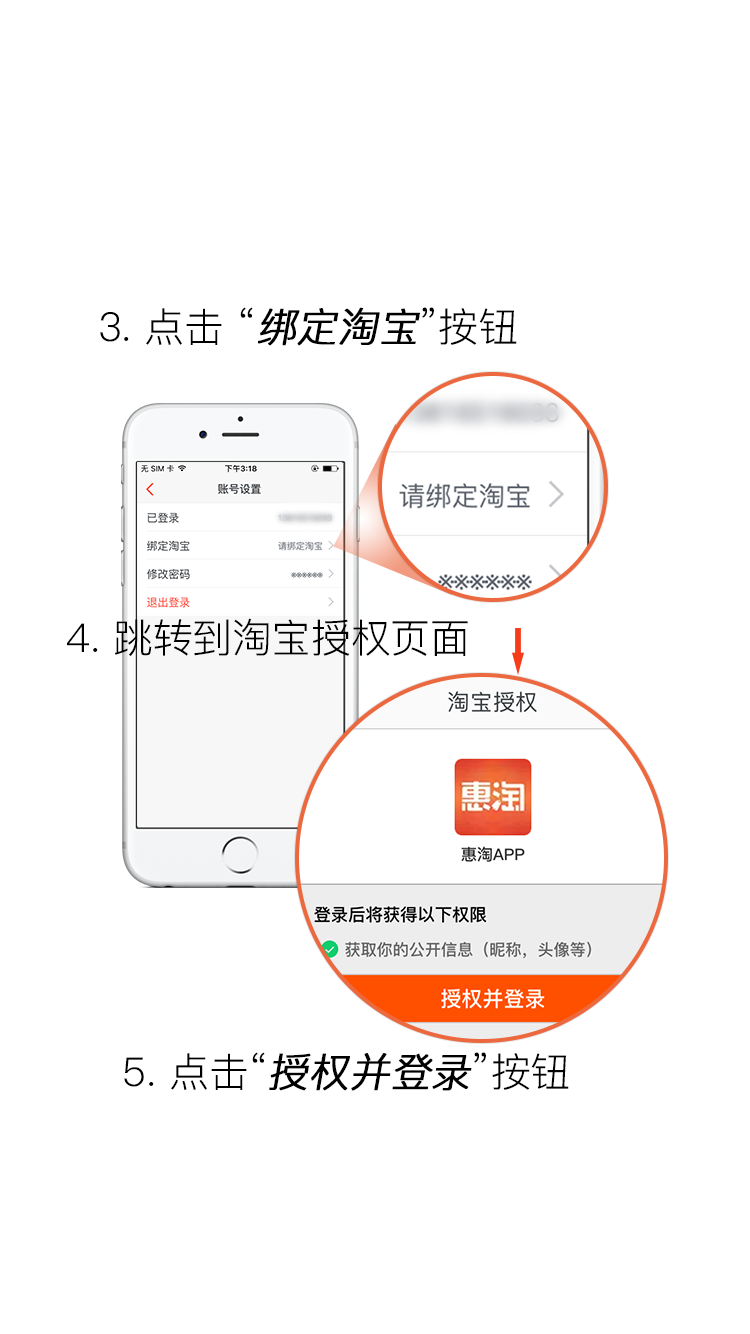 3. 点击 “绑定淘宝”按钮
无 SIM 卡 下午3:18
账号设置
已登录
绑定淘宝 请绑定淘宝
修改密码 ※※※※※※
退出登录
请绑定淘宝
※※※※※※
4. 跳转到淘宝授权页面
淘宝授权
惠淘
惠淘APP
登录后将获得以下权限
获取你的公开信息（昵称，头像等）
授权并登录
5. 点击“授权并登录”按钮